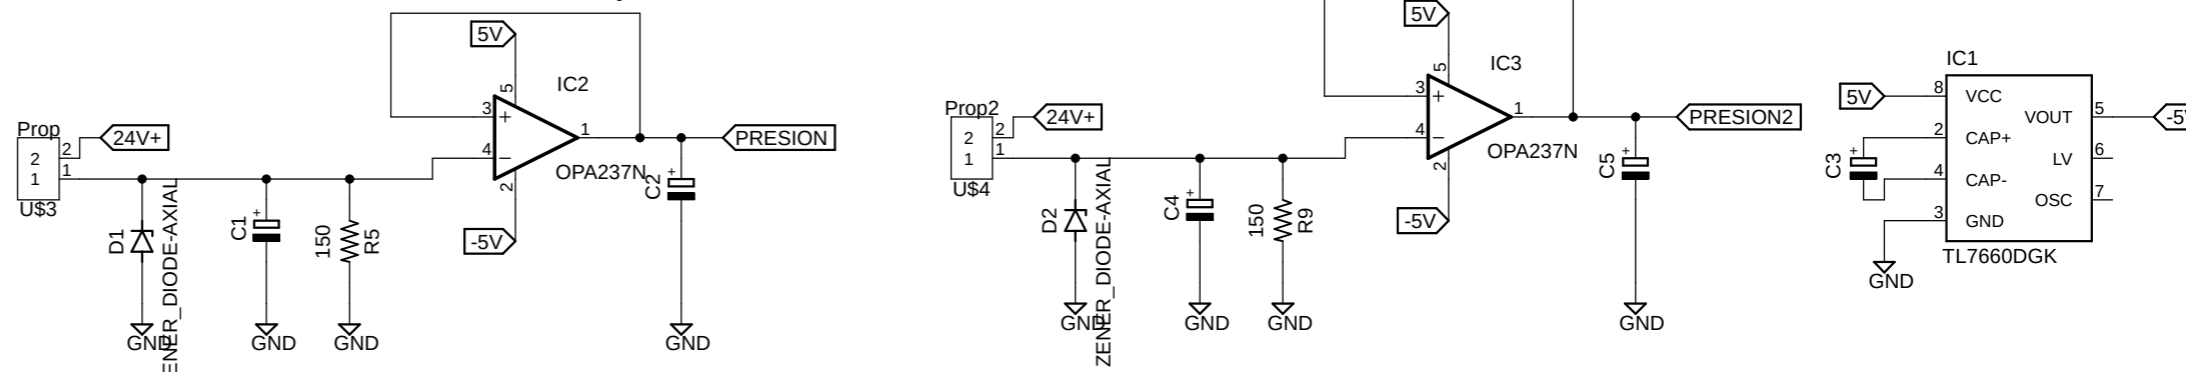 5V
IC2
5
3
+
1
4
−
OPA237N
2
-5V
PRESION
C2
+
GND
Prop
2
2
24V+
1
1
U$3
D1
ENER_DIODE-AXIAL
GND
C1
+
GND
150
R5
GND
5V
IC3
5
3
+
1
4
−
OPA237N
2
-5V
PRESION2
C5
+
GND
Prop2
2
2
24V+
1
1
U$4
D2
ZENER_DIODE-AXIAL
GND
C4
+
GND
150
R9
GND
IC1
5V
8
VCC
VOUT
5
-5V
2
CAP+
C3
+
LV
6
4
CAP-
OSC
7
3
GND
TL7660DGK
GND